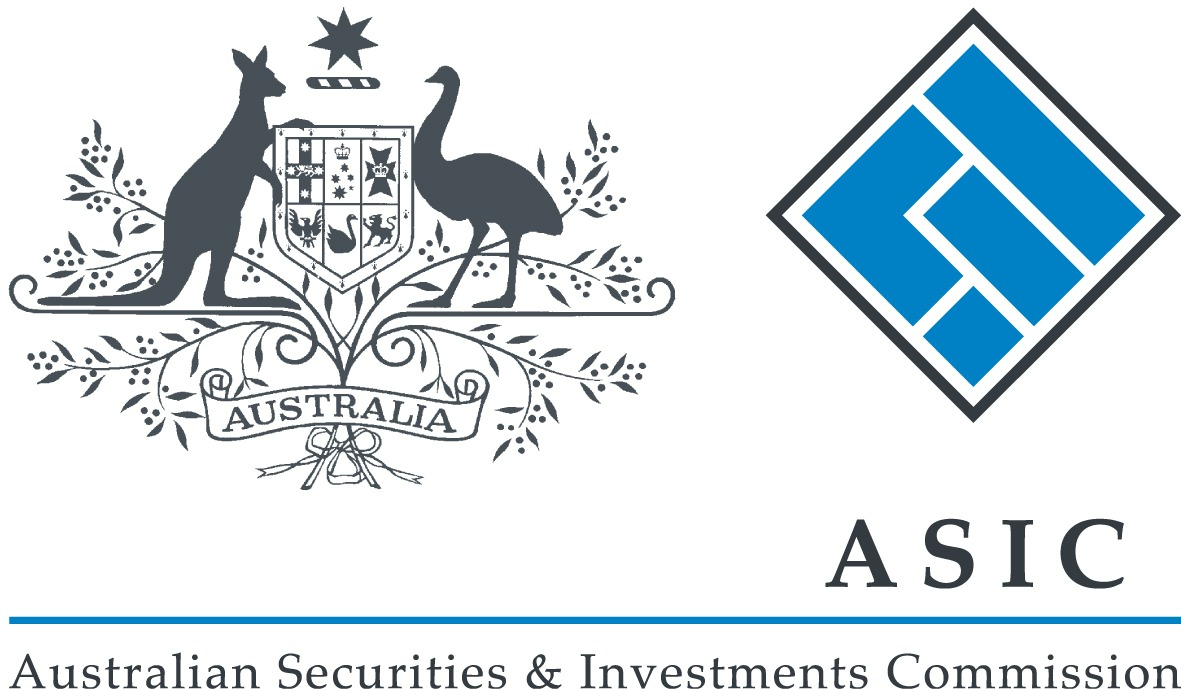 AUSTRALIA
ASIC
Australian Securities & Investments Commission